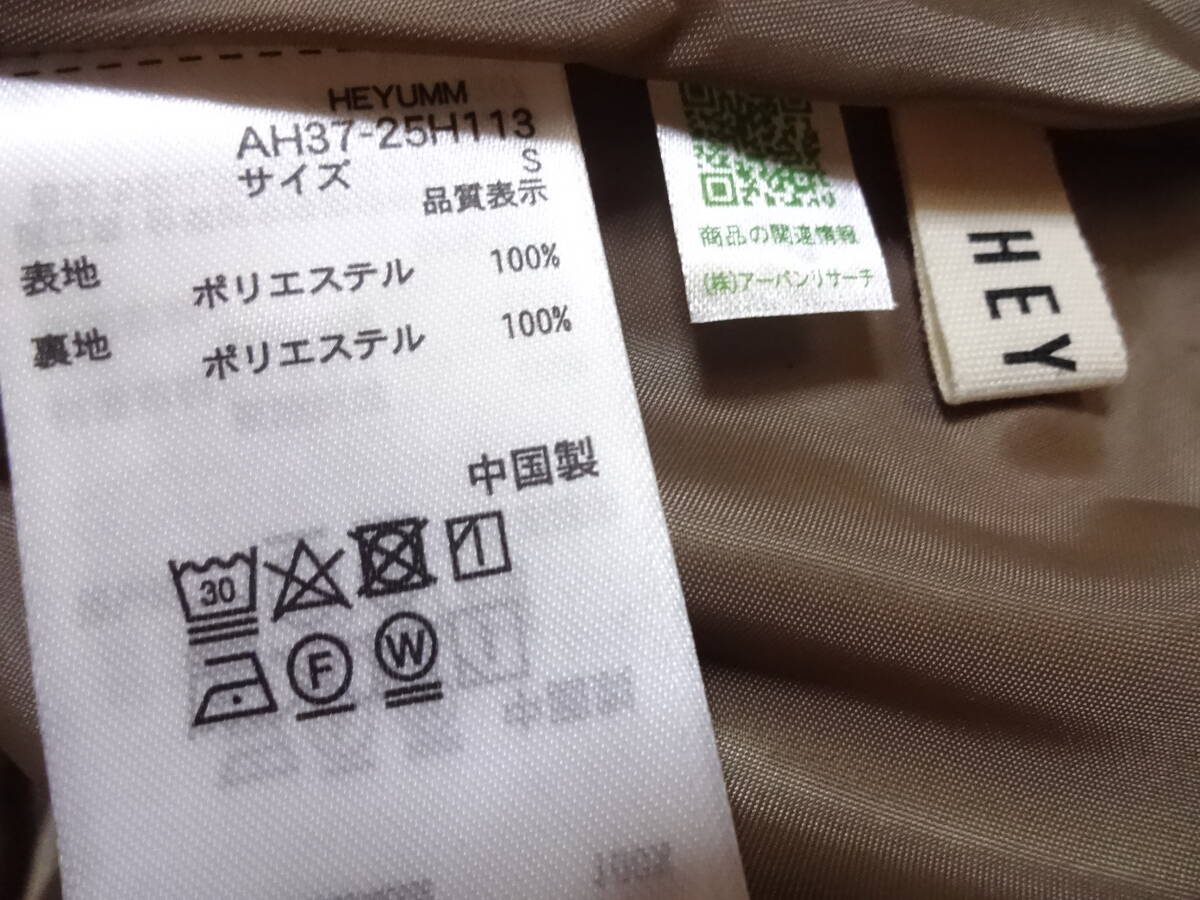 HEYUMM
AH37-25H113
サイズ S
品質表示
表地 ポリエステル 100%
裏地 ポリエステル 100%
中国製
30
F
W
商品の関連情報
(株)アーバンリサーチ
HEY